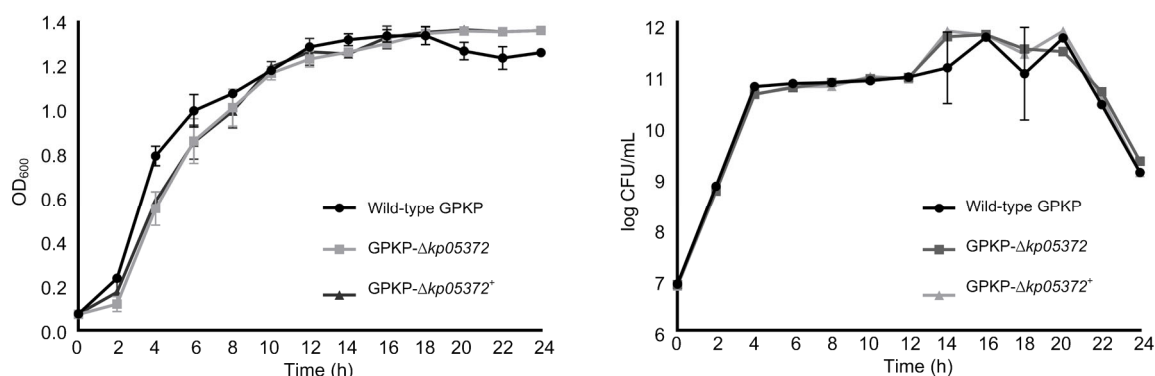 1.4
1.2
1.0
0.8
0.6
0.4
0.2
0.0
OD600
0 2 4 6 8 10 12 14 16 18 20 22 24
Time (h)
Wild-type GPKP
GPKP-Δkp05372
GPKP-Δkp05372+
12
11
10
9
8
7
6
log CFU/mL
0 2 4 6 8 10 12 14 16 18 20 22 24
Time (h)
Wild-type GPKP
GPKP-Δkp05372
GPKP-Δkp05372+